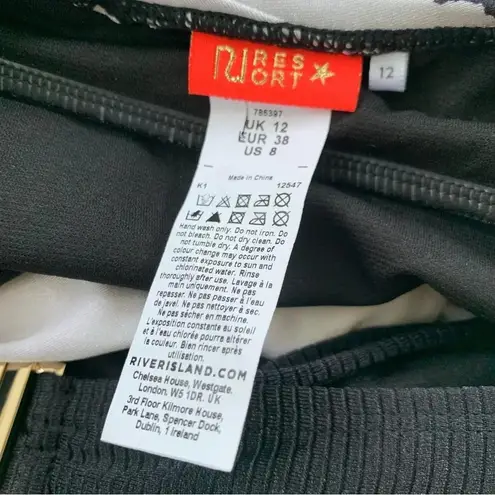 RI RES
ORT
12
785397
UK 12
EUR 38
US 8
Made in China
K1 12547
Hand wash only. Do not iron. Do
not bleach. Do not dry clean. Do
not tumble dry. A degree of
colour change may occur with
constant exposure to sun and
chlorinated water. Rinse
thoroughly after use. Lavage à la
main uniquement. Ne pas
repasser. Ne pas passer à l'eau
de javel. Ne pas nettoyer à sec.
Ne pas sécher en machine.
L'exposition constante au soleil
et à l'eau chlorée pourra altérer
la couleur. Bien rincer après
utilisation.
RIVERISLAND.COM
Chelsea House, Westgate,
London. W5 1DR. UK
3rd Floor Kilmore House,
Park Lane, Spencer Dock,
Dublin, 1 Ireland